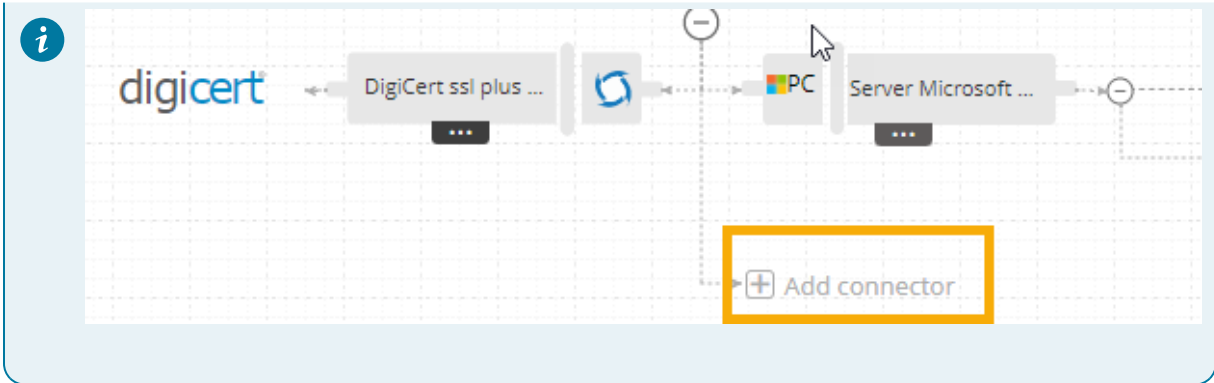 i
digicert
DigiCert ssl plus ...
PC
Server Microsoft ...
Add connector